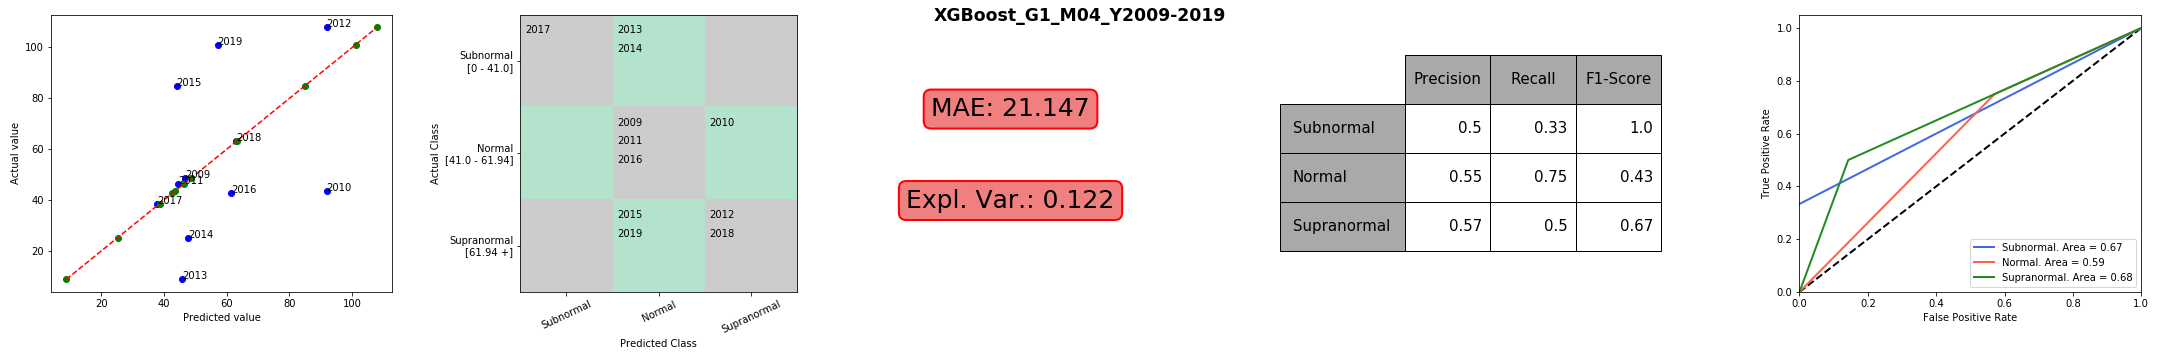 XGBoost_G1_M04_Y2009-2019
Actual value
100
80
60
40
20
2012
2019
2015
2018
2009
2011
2016
2010
2017
2014
2013
20
40
60
80
100
Predicted value
Actual Class
Subnormal
[0 - 41.0]
Normal
[41.0 - 61.94]
Supranormal
[61.94 +]
2017
2013
2014
2009
2011
2016
2010
2015
2019
2012
2018
Subnormal
Normal
Supranormal
Predicted Class
MAE: 21.147
Expl. Var.: 0.122
Precision Recall F1-Score
Subnormal 0.5 0.33 1.0
Normal 0.55 0.75 0.43
Supranormal 0.57 0.5 0.67
True Positive Rate
1.0
0.8
0.6
0.4
0.2
0.0
Subnormal. Area = 0.67
Normal. Area = 0.59
Supranormal. Area = 0.68
0.0
0.2
0.4
0.6
0.8
1.0
False Positive Rate